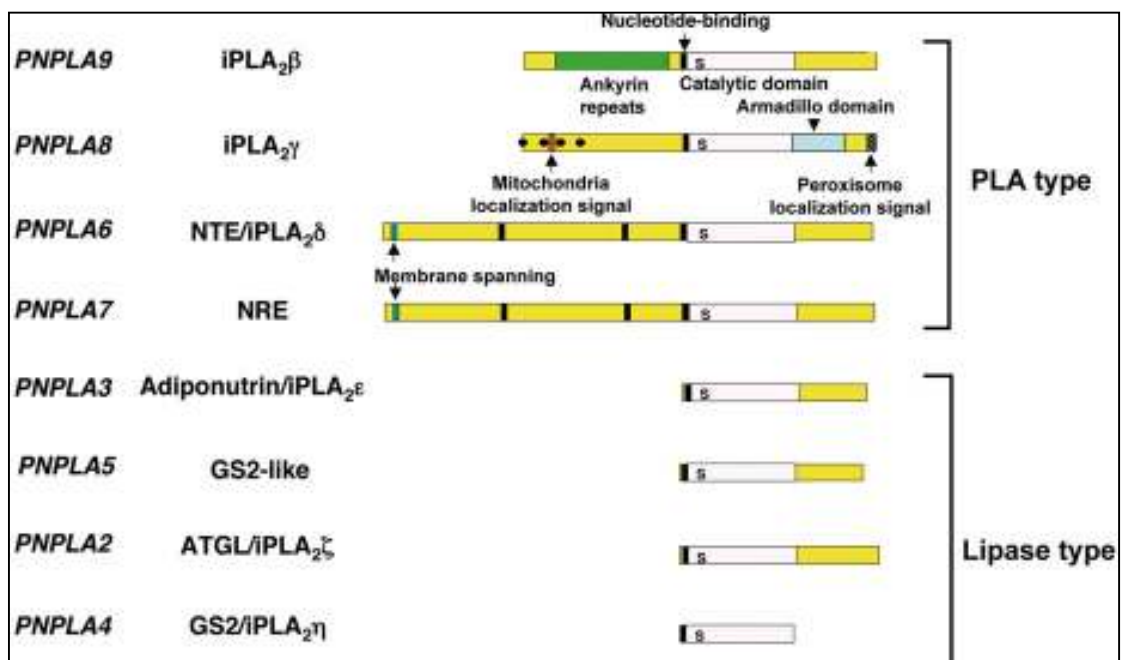 Nucleotide-binding
PNPLA9 iPLA₂β S
Ankyrin repeats
Catalytic domain
Armadillo domain
PNPLA8 iPLA₂γ S
Mitochondria localization signal
Peroxisome localization signal
PLA type
PNPLA6 NTE/iPLA₂δ S
Membrane spanning
PNPLA7 NRE S
PNPLA3 Adiponutrin/iPLA₂ε S
PNPLA5 GS2-like S
PNPLA2 ATGL/iPLA₂ζ S
Lipase type
PNPLA4 GS2/iPLA₂η S